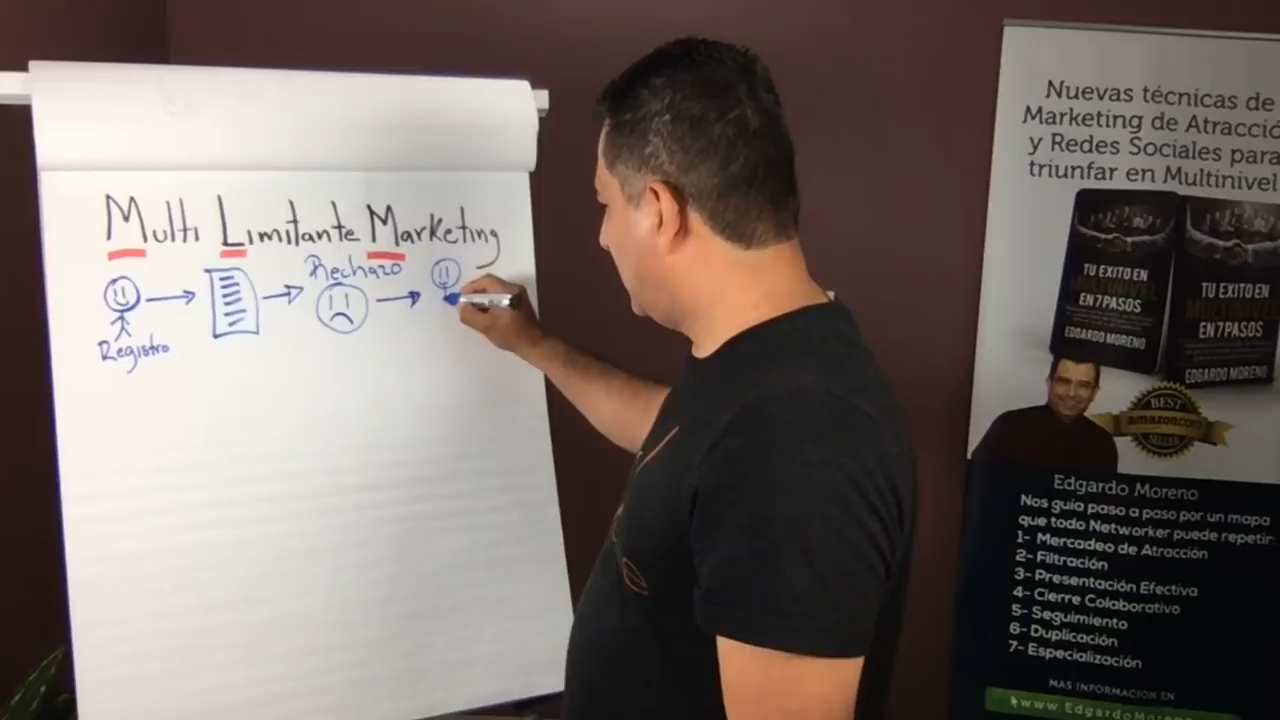 Multi Limitante Marketing
Rechazo
Registro
Nuevas técnicas de
Marketing de Atracció
y Redes Sociales para
triunfar en Multinivel
TU EXITO EN
MULTINIVEL
EN 7 PASOS
EDGARDO MORENO
TU EXITO EN
MULTINIVEL
EN 7 PASOS
EDGARDO MORENO
BEST
amazon.com
SELLER
Edgardo Moreno
Nos guía paso a paso por un mapa
que todo Networker puede repetir:
1- Mercadeo de Atracción
2- Filtración
3- Presentación Efectiva
4- Cierre Colaborativo
5- Seguimiento
6- Duplicación
7- Especialización
MAS INFORMACION EN
www.EdgardoMoren